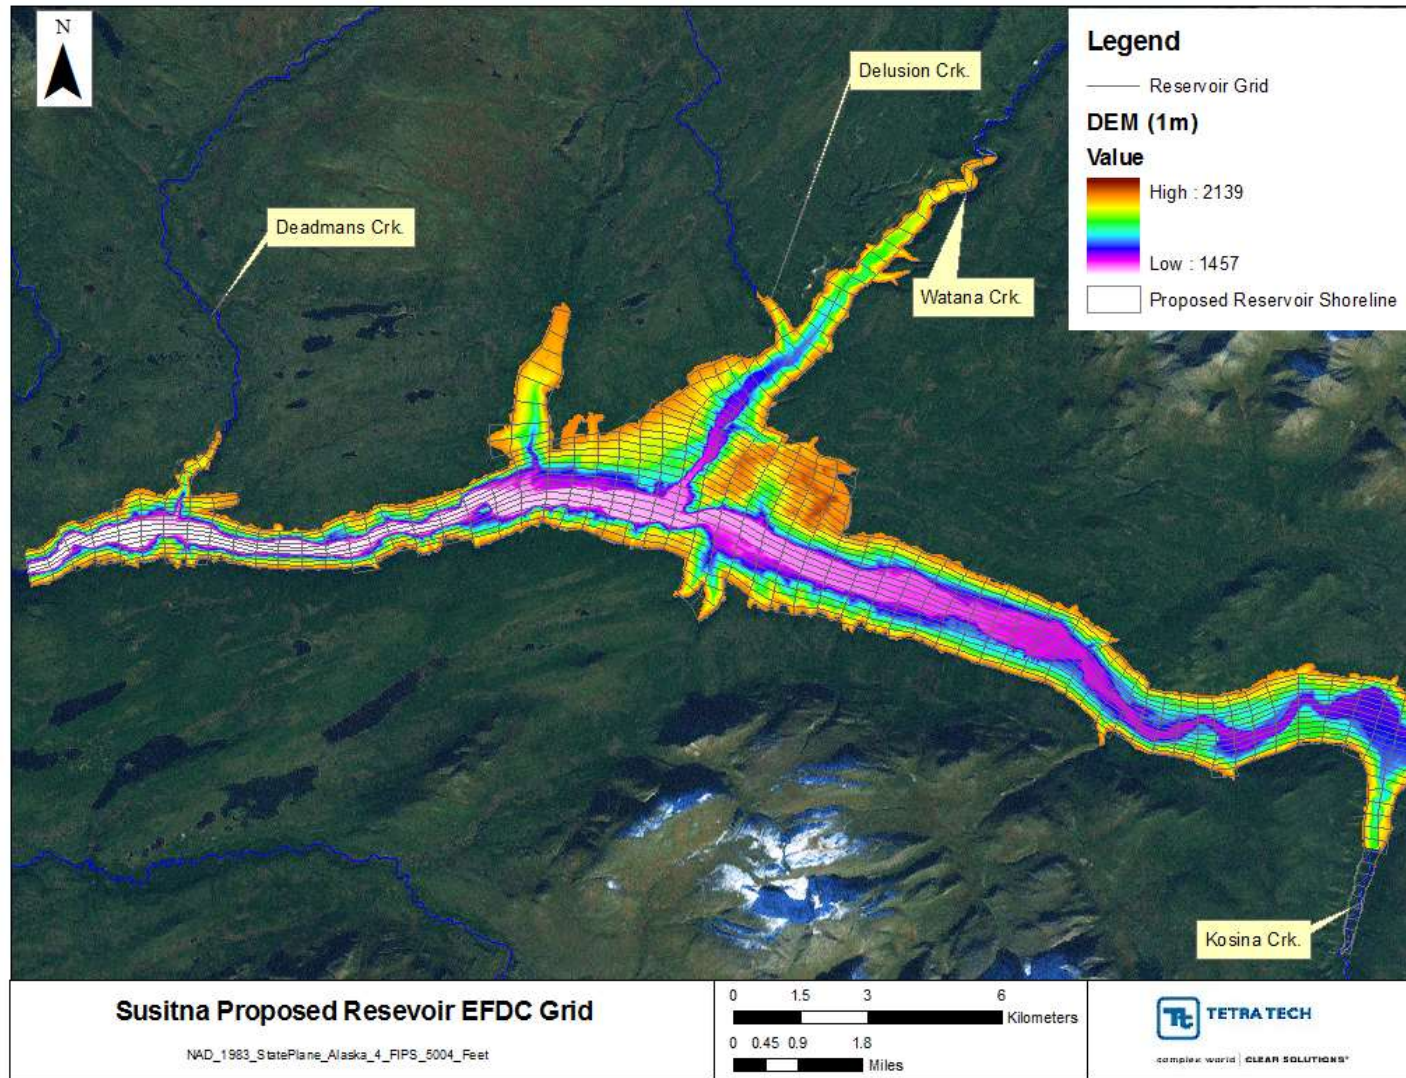 N
Delusion Crk.
Deadmans Crk.
Watana Crk.
Kosina Crk.
Legend
Reservoir Grid
DEM (1m)
Value
High : 2139
Low : 1457
Proposed Reservoir Shoreline
Susitna Proposed Resevoir EFDC Grid
NAD_1983_StatePlane_Alaska_4_FIPS_5004_Feet
0 1.5 3 6
Kilometers
0 0.45 0.9 1.8
Miles
Tt TETRA TECH
complex world | CLEAR SOLUTIONS™